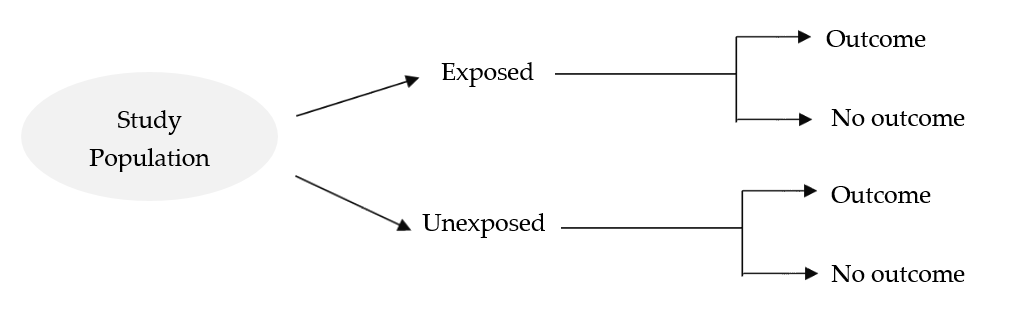 Study
Population
Exposed
Outcome
No outcome
Unexposed
Outcome
No outcome